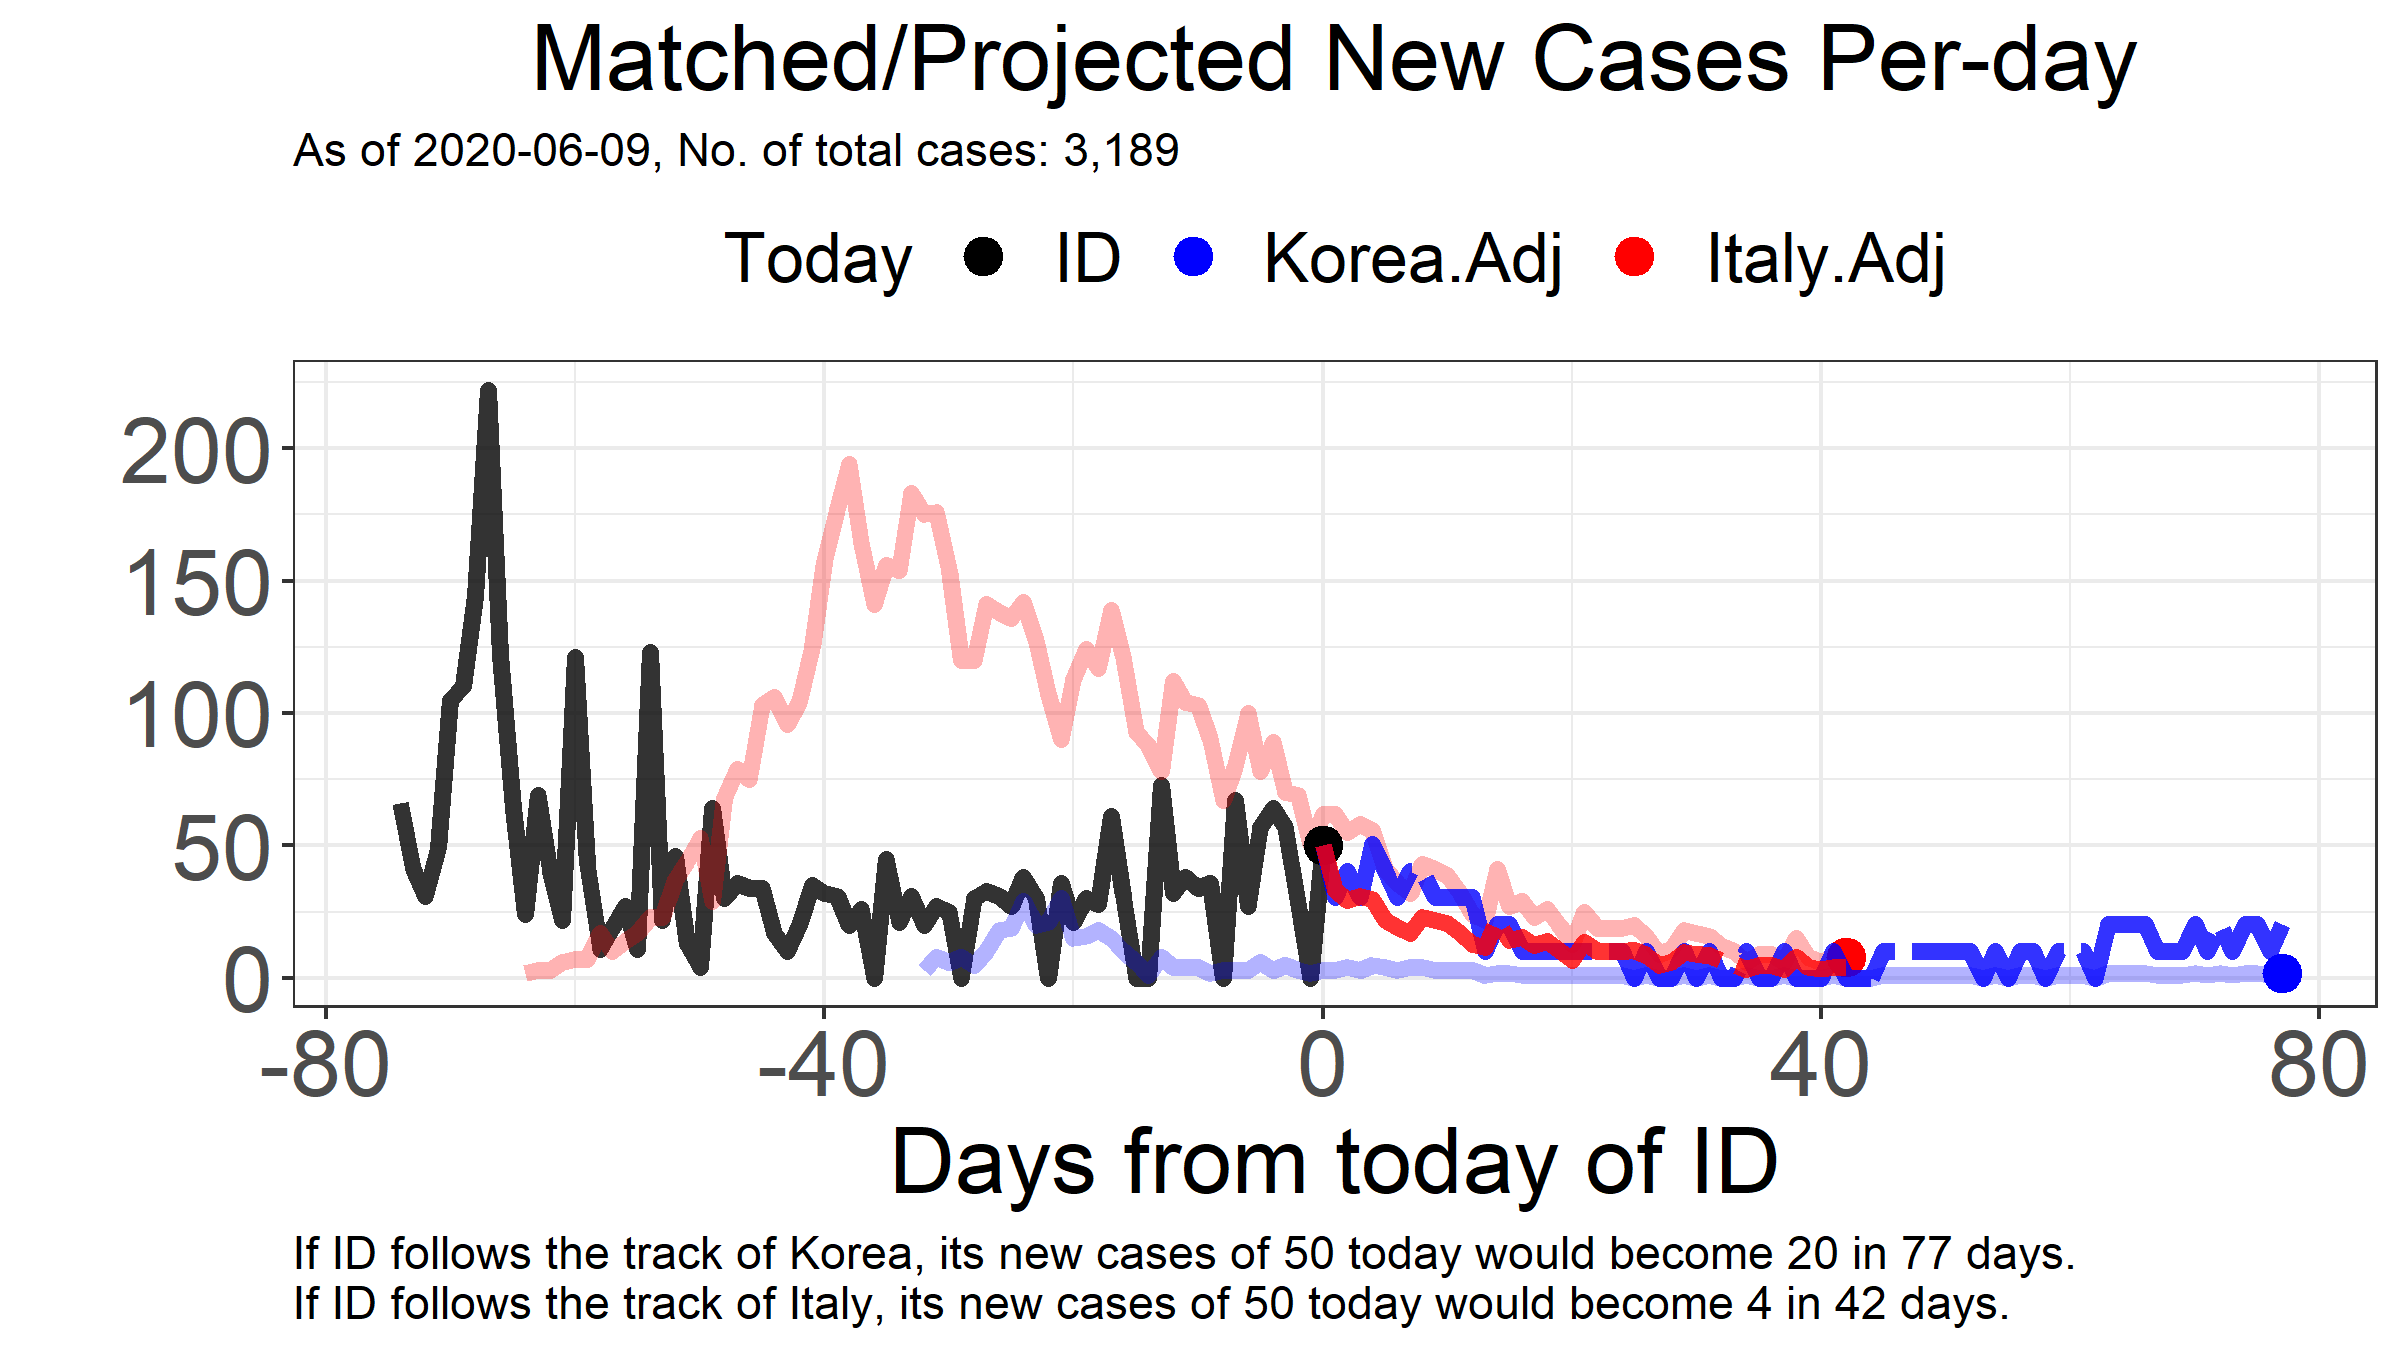 Matched/Projected New Cases Per-day
As of 2020-06-09, No. of total cases: 3,189
Today ID Korea.Adj Italy.Adj
200
150
100
50
0
-80 -40 0 40 80
Days from today of ID
If ID follows the track of Korea, its new cases of 50 today would become 20 in 77 days.
If ID follows the track of Italy, its new cases of 50 today would become 4 in 42 days.